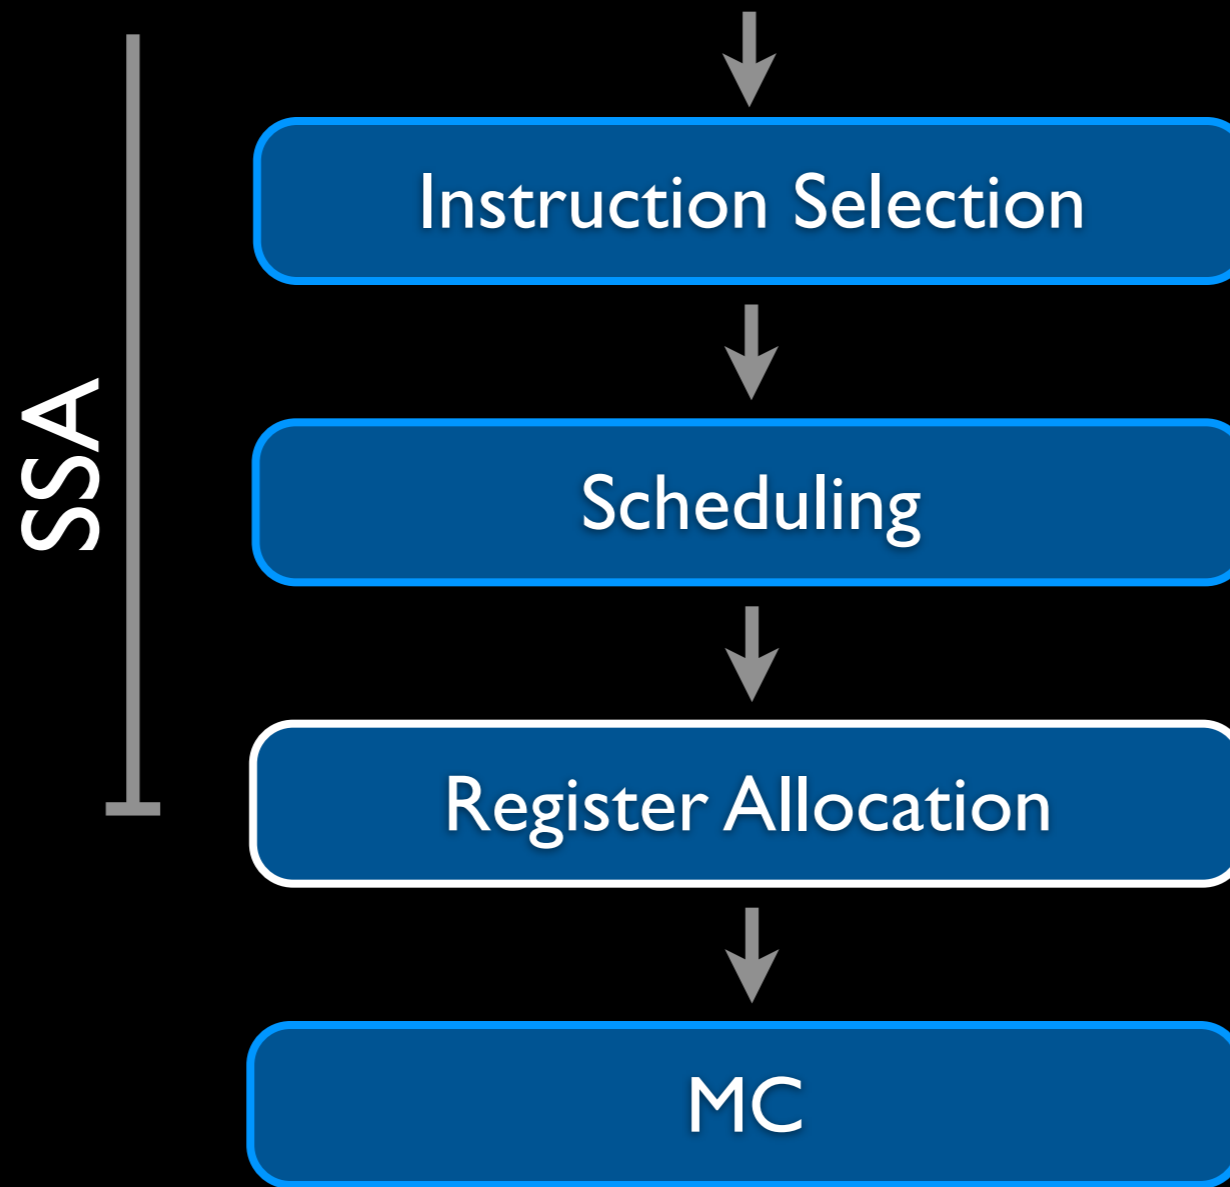 SSA
Instruction Selection
Scheduling
Register Allocation
MC